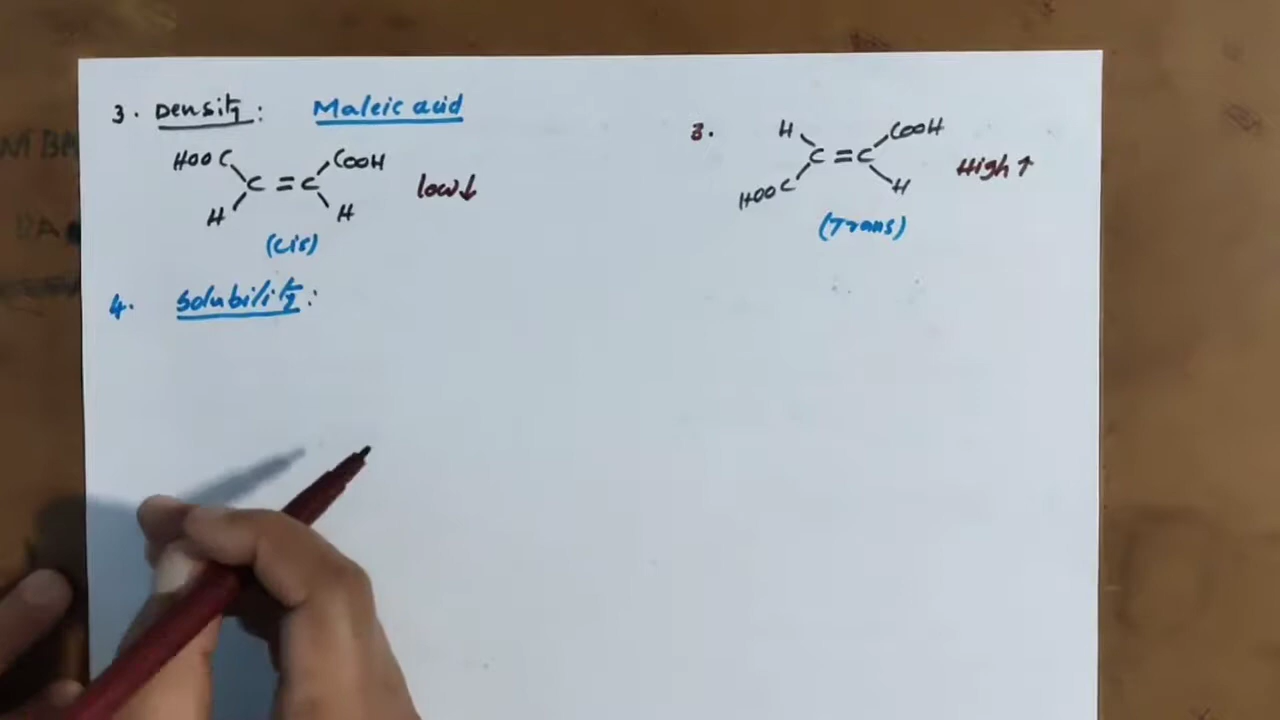 3. Density: Maleic acid
HOOC COOH
C = C low↓
H H
(cis)
4. Solubility:
3. H COOH
C = C High ↑
HOOC H
(Trans)